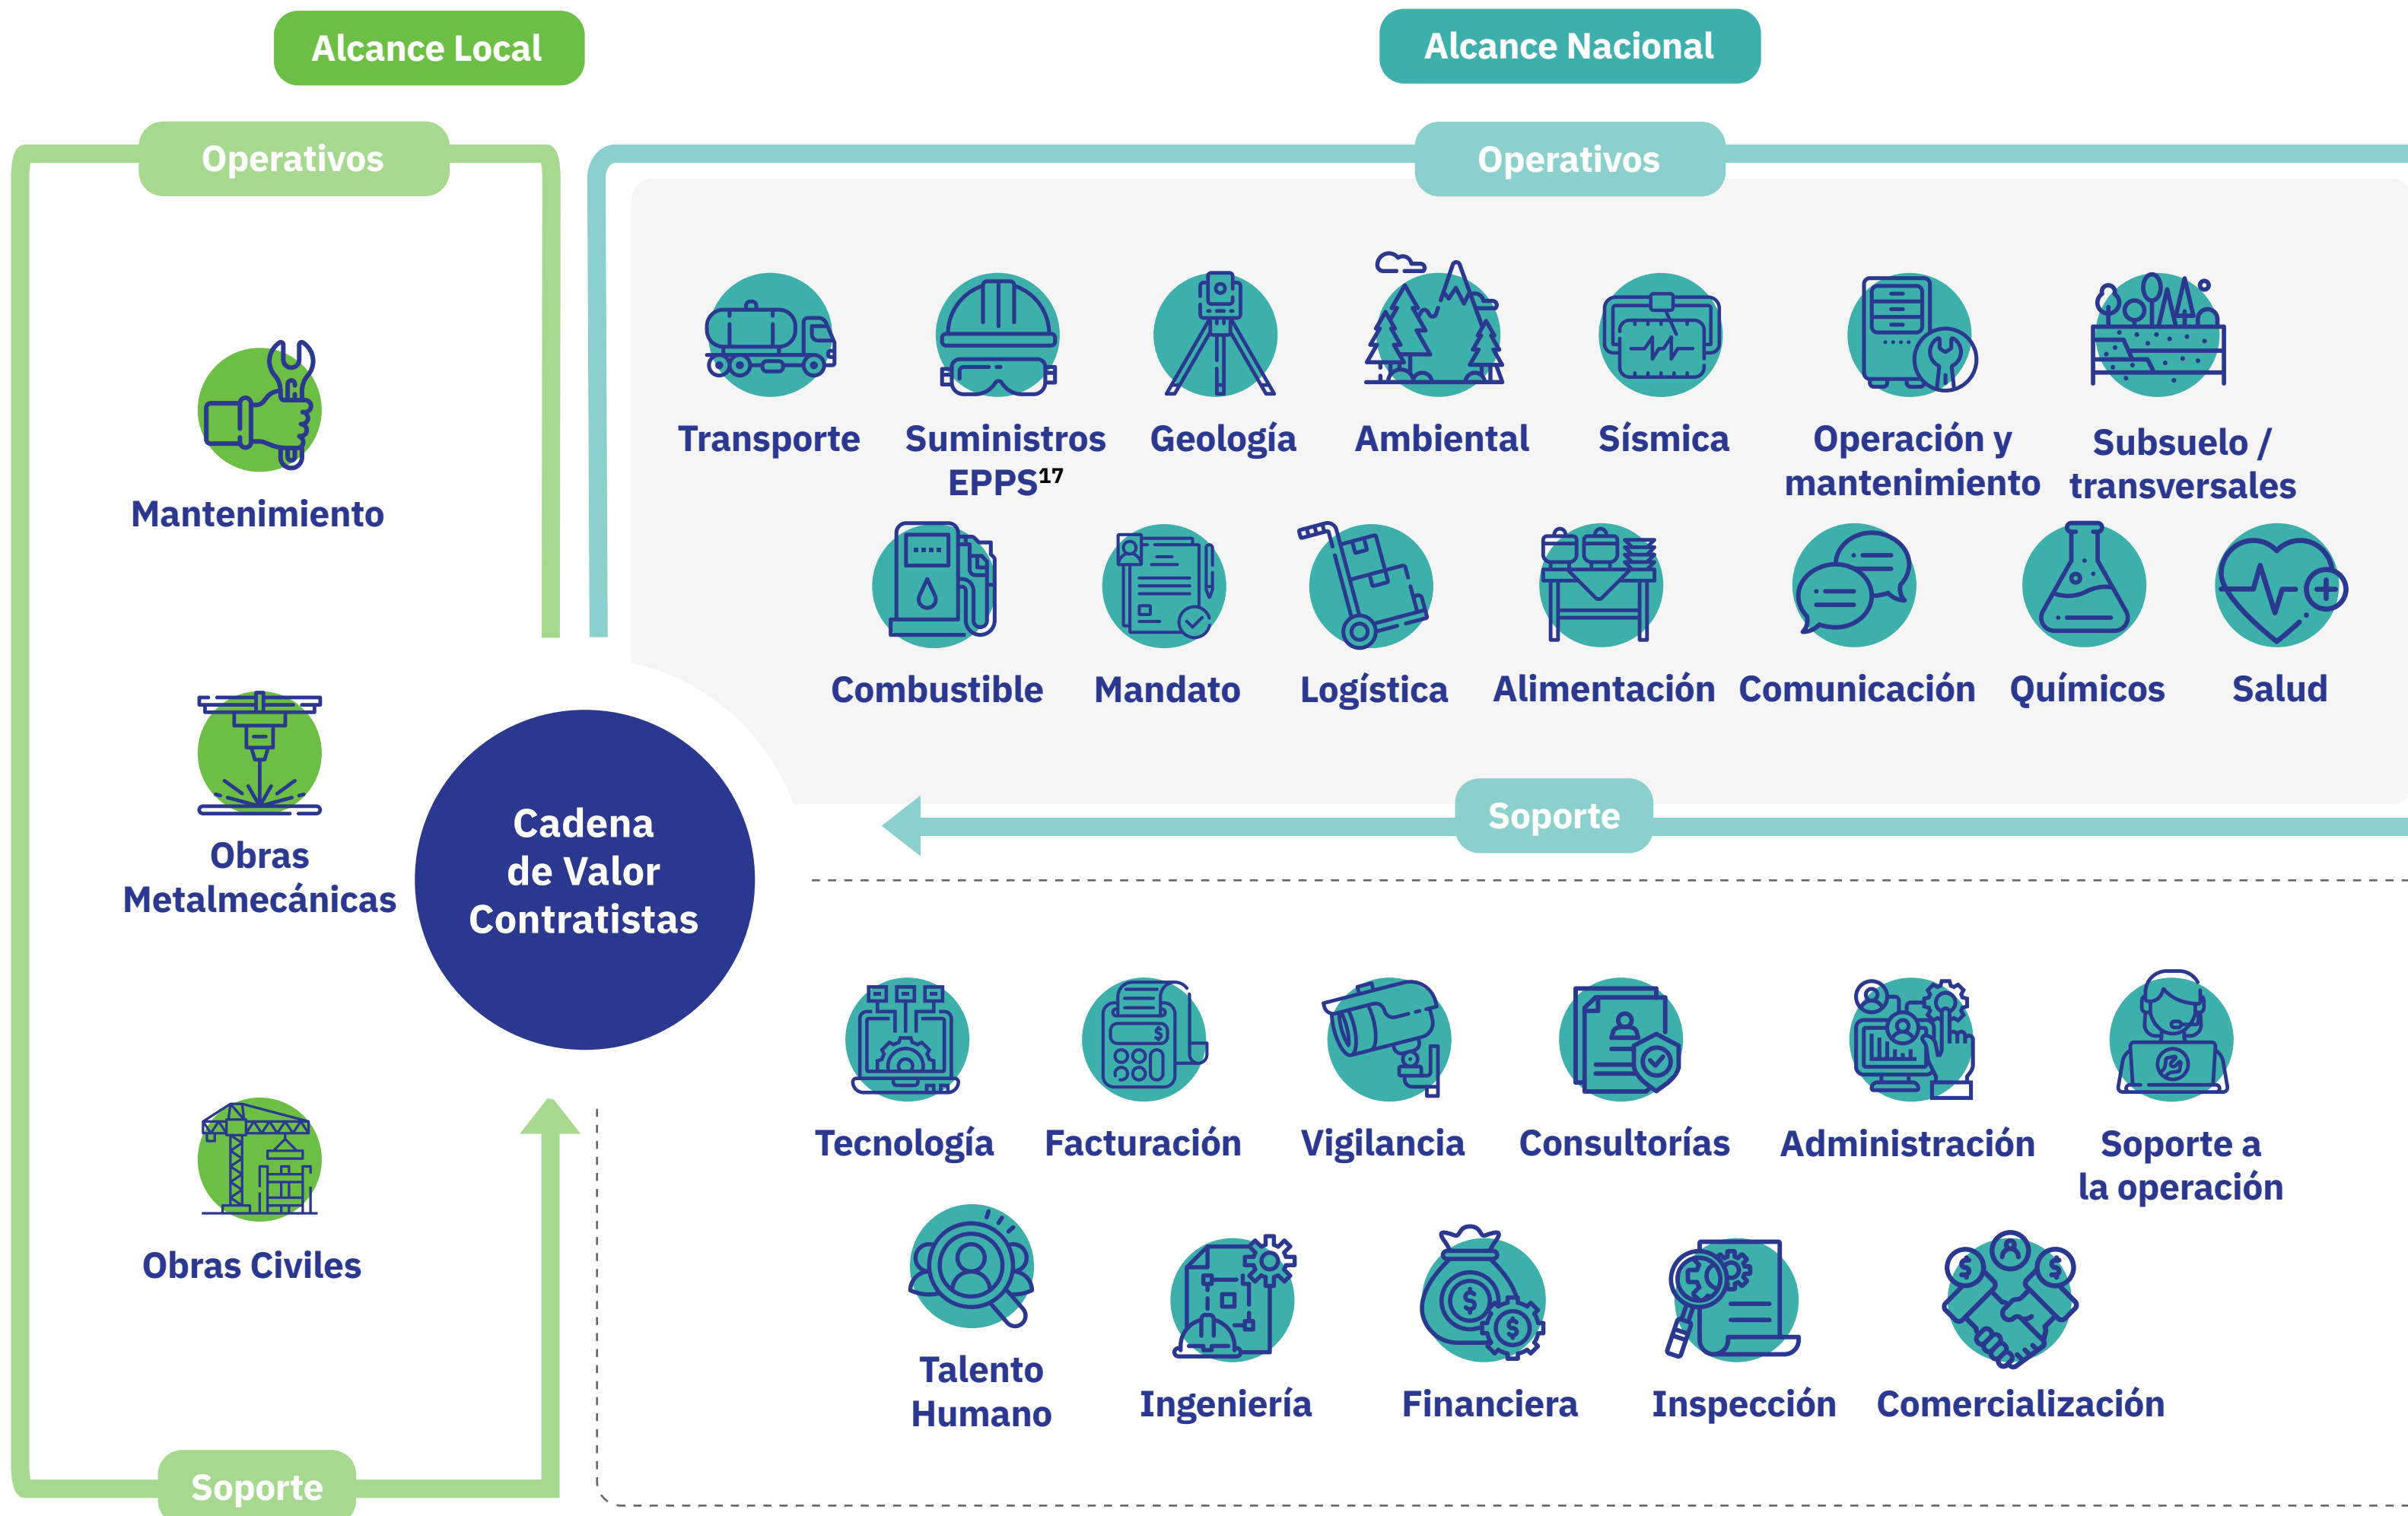 Alcance Local
Alcance Nacional
Operativos
Mantenimiento
Obras
Metalmecánicas
Obras Civiles
Soporte
Cadena
de Valor
Contratistas
Operativos
Transporte
Suministros
EPPS¹⁷
Geología
Ambiental
Sísmica
Operación y
mantenimiento
Subsuelo /
transversales
Combustible
Mandato
Logística
Alimentación
Comunicación
Químicos
Salud
Soporte
Tecnología
Facturación
Vigilancia
Consultorías
Administración
Soporte a
la operación
Talento
Humano
Ingeniería
Financiera
Inspección
Comercialización